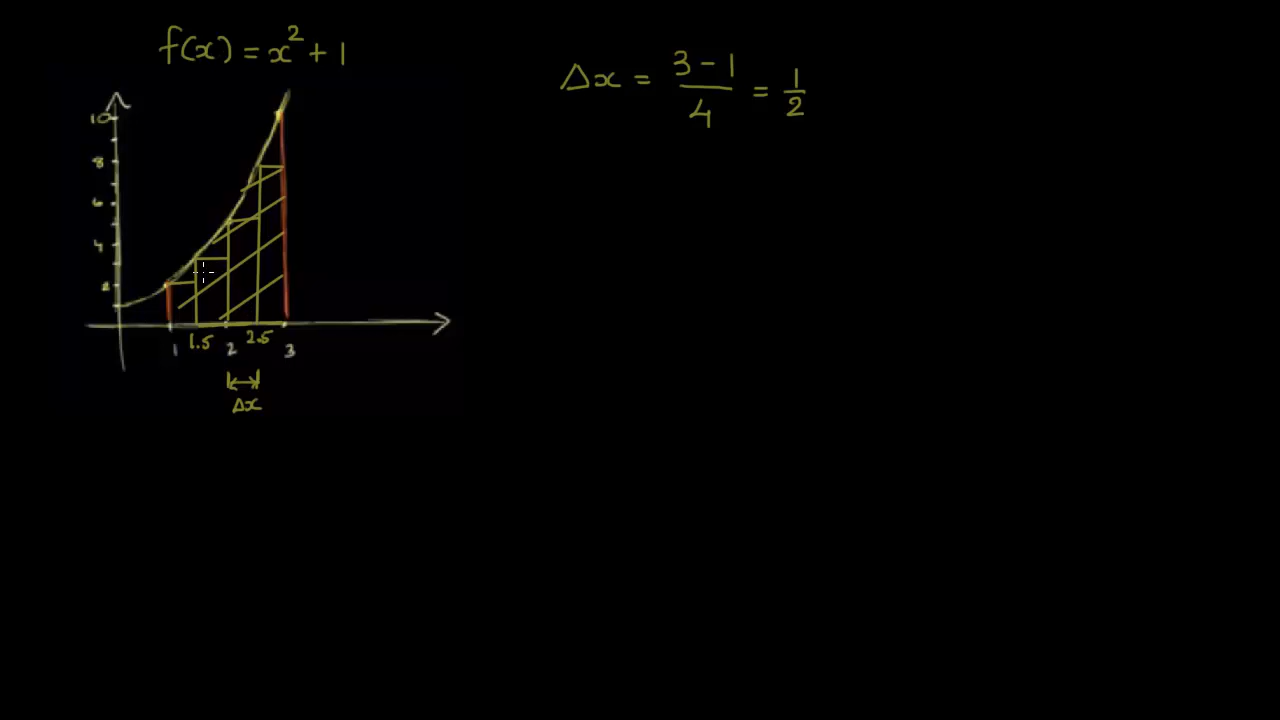 f(x) = x² + 1
Δx = 3 - 1 / 4 = 1/2
10
8
6
4
2
1 1.5 2 2.5 3
Δx